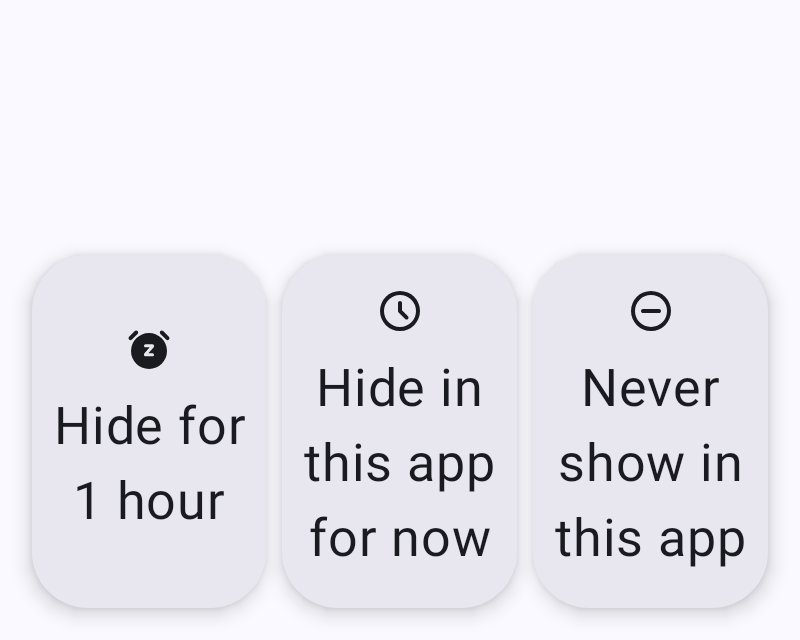 Hide for
1 hour
Hide in
this app
for now
Never
show in
this app